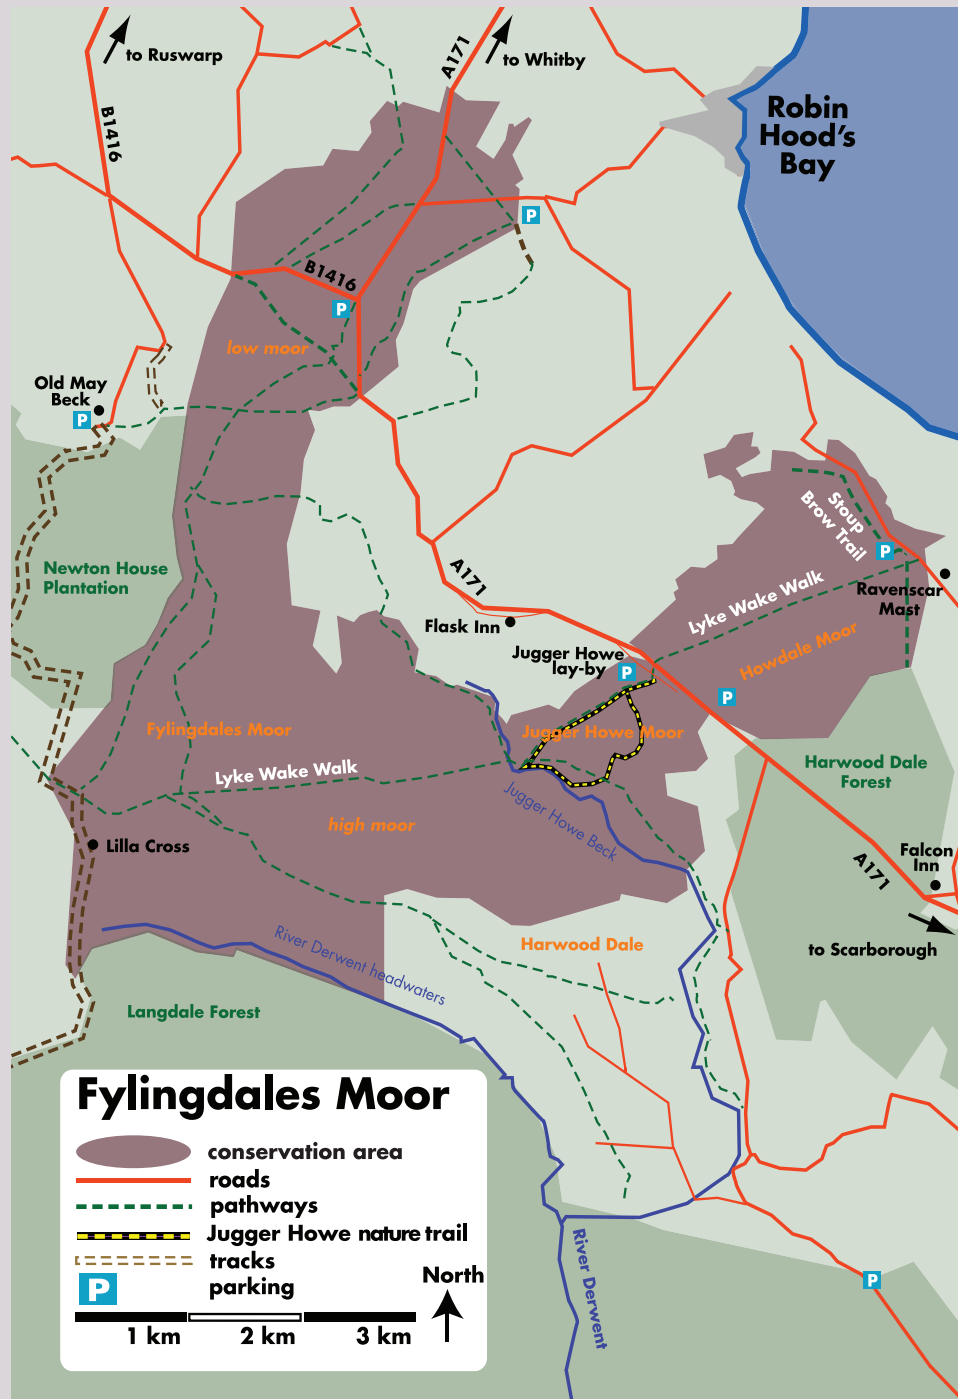 to Ruswarp
A171
to Whitby
B1416
Robin
Hood's
Bay
P
B1416
P
low moor
Old May
Beck
P
Stoup
Brow Trail
P
Newton House
Plantation
A171
Lyke Wake Walk
Ravenscar
Mast
Flask Inn
Howdale Moor
Jugger Howe
lay-by
P
P
Fylingdales Moor
Jugger Howe Moor
Lyke Wake Walk
Harwood Dale
Forest
Jugger Howe Beck
high moor
Lilla Cross
A171
Falcon
Inn
River Derwent headwaters
Harwood Dale
to Scarborough
Langdale Forest
Fylingdales Moor
conservation area
roads
pathways
Jugger Howe nature trail
tracks
P
parking
North
1 km
2 km
3 km
River Derwent
P